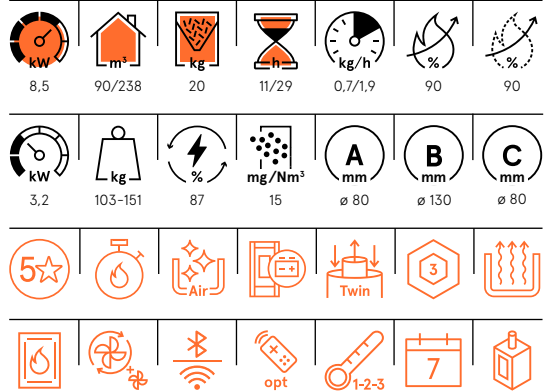 kW m³ kg h kg/h % %
8,5 90/238 20 11/29 0,7/1,9 90 90
A B C
kW kg % mg/Nm³ mm mm mm
3,2 103-151 87 15 ø 80 ø 130 ø 80
5 3
Air Twin
7
opt 1-2-3